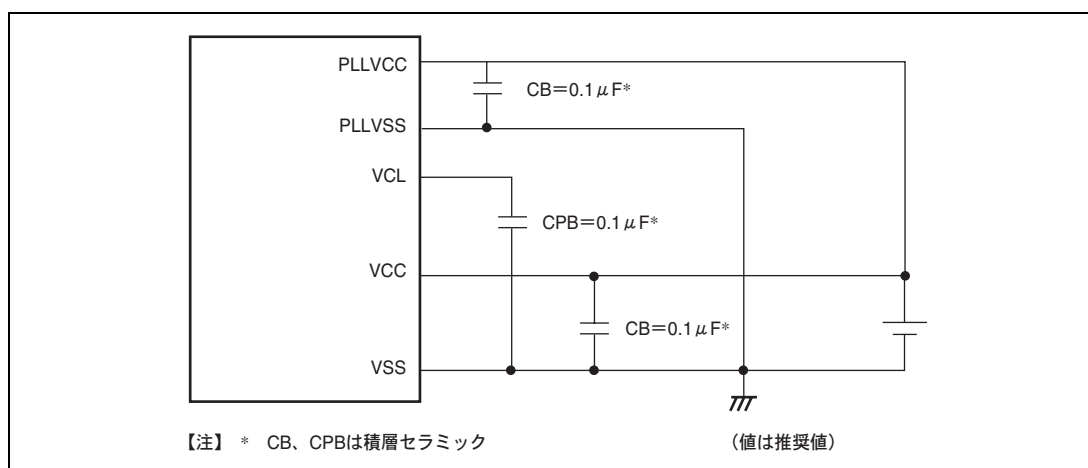 PLLVCC
CB=0.1μF*
PLLVSS
VCL
CPB=0.1μF*
VCC
CB=0.1μF*
VSS
【注】 * CB、CPBは積層セラミック (値は推奨値)